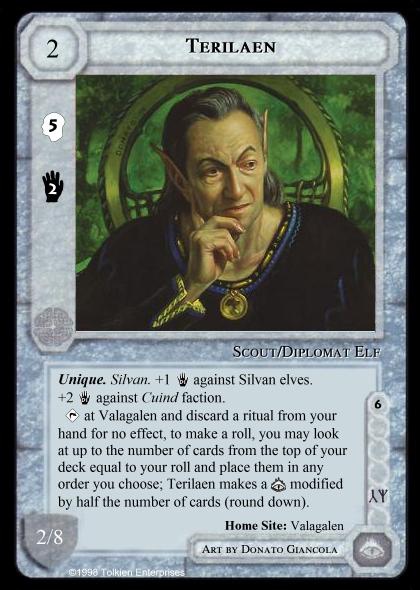 2
TERILAEN
5
2
SCOUT/DIPLOMAT ELF
Unique. Silvan. +1 against Silvan elves.
+2 against Cuind faction.
at Valagalen and discard a ritual from your
hand for no effect, to make a roll, you may look
at up to the number of cards from the top of your
deck equal to your roll and place them in any
order you choose; Terilaen makes a modified
by half the number of cards (round down).
6
Home Site: Valagalen
2/8
ART BY DONATO GIANCOLA
©1998 Tolkien Enterprises